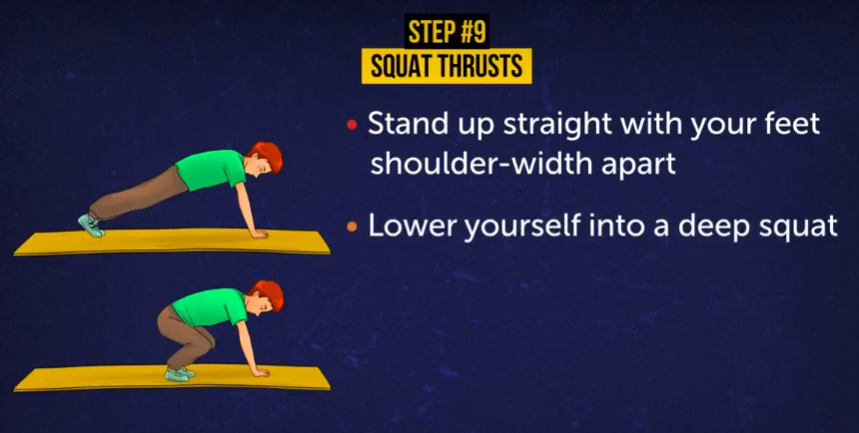 STEP #9
SQUAT THRUSTS
• Stand up straight with your feet
shoulder-width apart
• Lower yourself into a deep squat